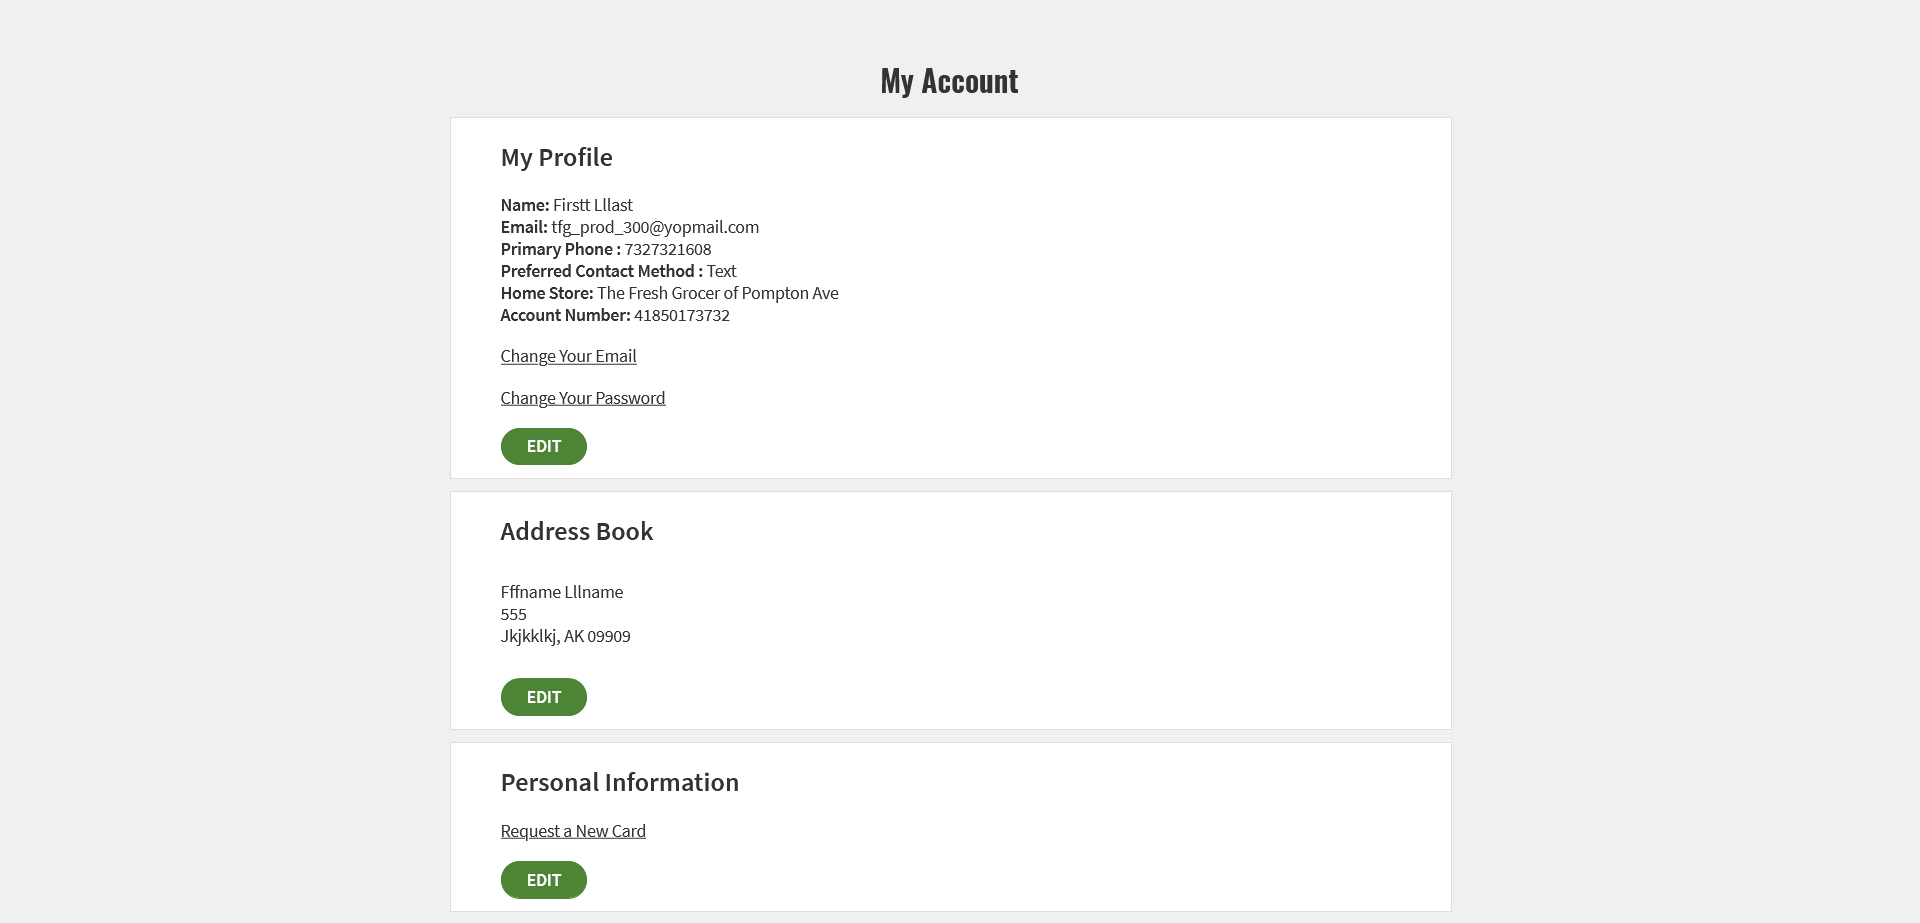 My Account
My Profile
Name: Firstt Lllast
Email: tfg_prod_300@yopmail.com
Primary Phone : 7327321608
Preferred Contact Method : Text
Home Store: The Fresh Grocer of Pompton Ave
Account Number: 41850173732
Change Your Email
Change Your Password
EDIT
Address Book
Fffname Lllname
555
Jkjkklkj, AK 09909
EDIT
Personal Information
Request a New Card
EDIT